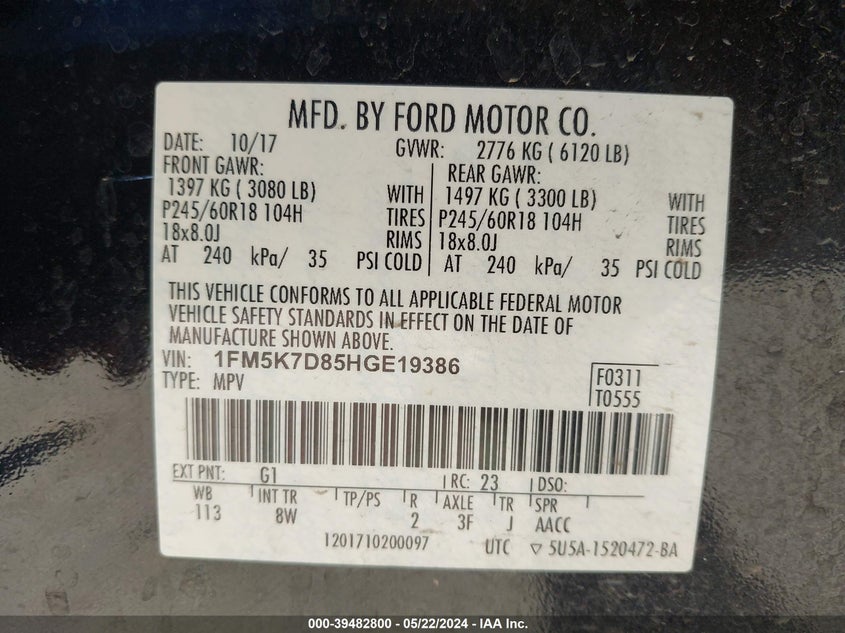 MFD. BY FORD MOTOR CO.
DATE: 10/17 GVWR: 2776 KG ( 6120 LB)
FRONT GAWR: REAR GAWR:
1397 KG ( 3080 LB) WITH 1497 KG ( 3300 LB) WITH
P245/60R18 104H TIRES P245/60R18 104H TIRES
18x8.0J RIMS 18x8.0J RIMS
AT 240 kPa/ 35 PSI COLD AT 240 kPa/ 35 PSI COLD
THIS VEHICLE CONFORMS TO ALL APPLICABLE FEDERAL MOTOR
VEHICLE SAFETY STANDARDS IN EFFECT ON THE DATE OF
MANUFACTURE SHOWN ABOVE.
VIN: 1FM5K7D85HGE19386
TYPE: MPV
F0311
T0555
EXT PNT: G1 RC: 23 DSO:
WB INT TR TP/PS R AXLE TR SPR
113 8W 2 3F J AACC
1201710200097 UTC ▽ 5U5A-1520472-BA
000-39482800 - 05/22/2024 - IAA Inc.